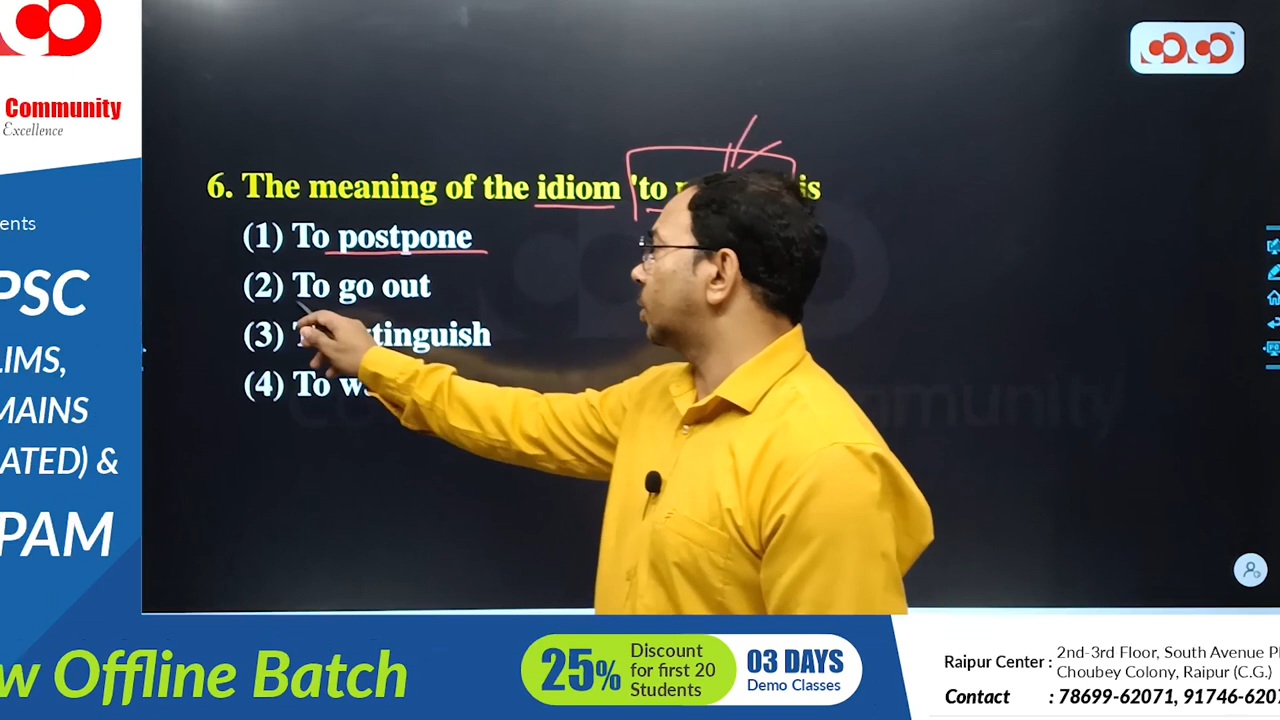 Community
Excellence
ents
PSC
LIMS,
MAINS
ATED) &
PAM
6. The meaning of the idiom 'to is
(1) To postpone
(2) To go out
(3) tinguish
(4) To
community
w Offline Batch
25%
Discount
for first 20
Students
03 DAYS
Demo Classes
Raipur Center : 2nd-3rd Floor, South Avenue
Choubey Colony, Raipur (C.G.)
Contact : 78699-62071, 91746-6207